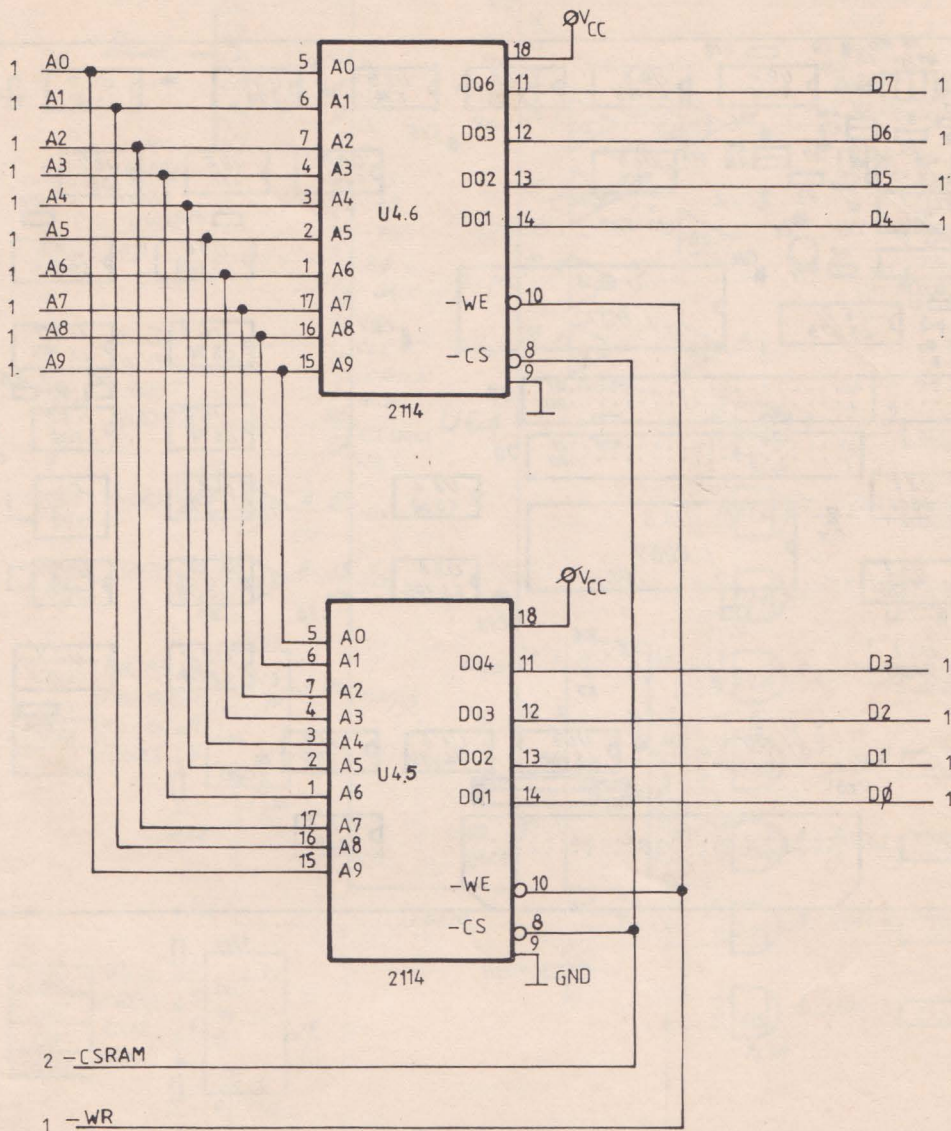 VCC
18
1 A0 5 A0 DO6 11 D7 1
1 A1 6 A1
1 A2 7 A2 DO3 12 D6 1
1 A3 4 A3 DO2 13 D5 1
1 A4 3 A4 U4.6 DO1 14 D4 1
1 A5 2 A5
1 A6 1 A6
1 A7 17 A7 -WE 10
1 A8 16 A8 -CS 8
1 A9 15 A9 9
2114
VCC
18
5 A0
6 A1 DO4 11 D3 1
7 A2
4 A3 DO3 12 D2 1
3 A4
2 A5 U4.5 DO2 13 D1 1
1 A6 DO1 14 DØ 1
17 A7
16 A8
15 A9
-WE 10
-CS 8
9
2114 GND
2 -CSRAM
1 -WR